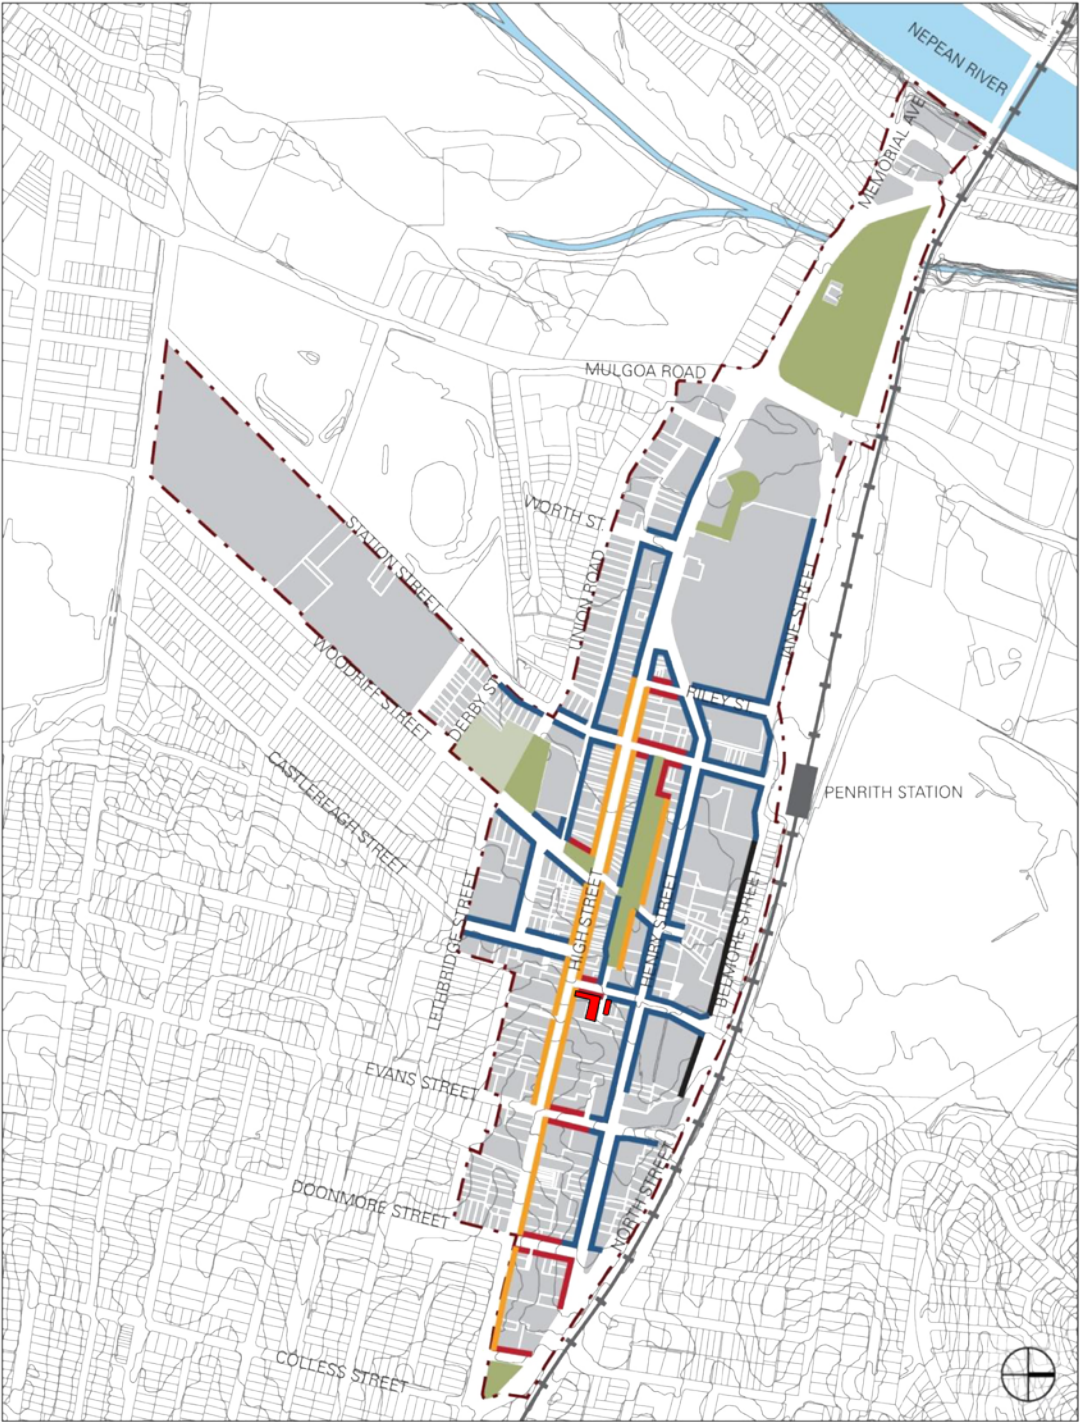 NEPEAN RIVER
MEMORIAL AVE
MULGOA ROAD
WORTH ST.
STATION STREET
UNION ROAD
JANE STREET
WOODRIFF STREET
DERBY ST
RILEY ST.
CASTLEREAGH STREET
PENRITH STATION
LETHBRIDGE STREET
HIGH STREET
HENRY STREET
BELMORE STREET
EVANS STREET
DOONMORE STREET
NORTH STREET
COLLESS STREET